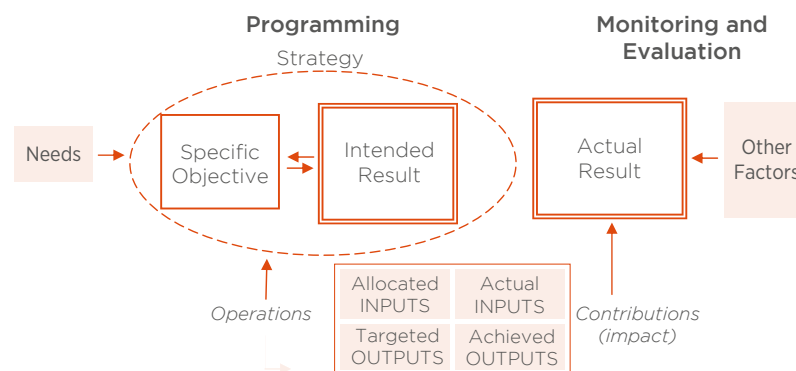 Programming
Monitoring and
Evaluation
Strategy
Needs
Specific
Objective
Intended
Result
Actual
Result
Other
Factors
Operations
Allocated
INPUTS
Actual
INPUTS
Targeted
OUTPUTS
Achieved
OUTPUTS
Contributions
(impact)